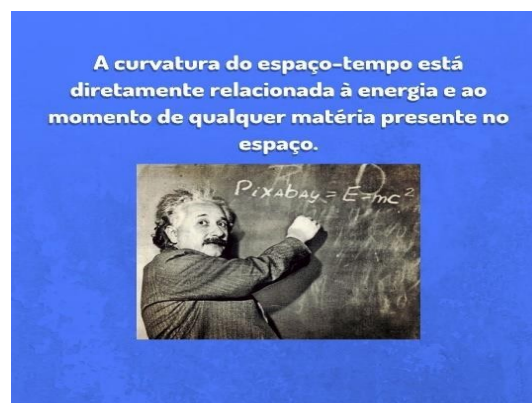 A curvatura do espaço-tempo está
diretamente relacionada à energia e ao
momento de qualquer matéria presente no
espaço.
PixabAy = E=mc²